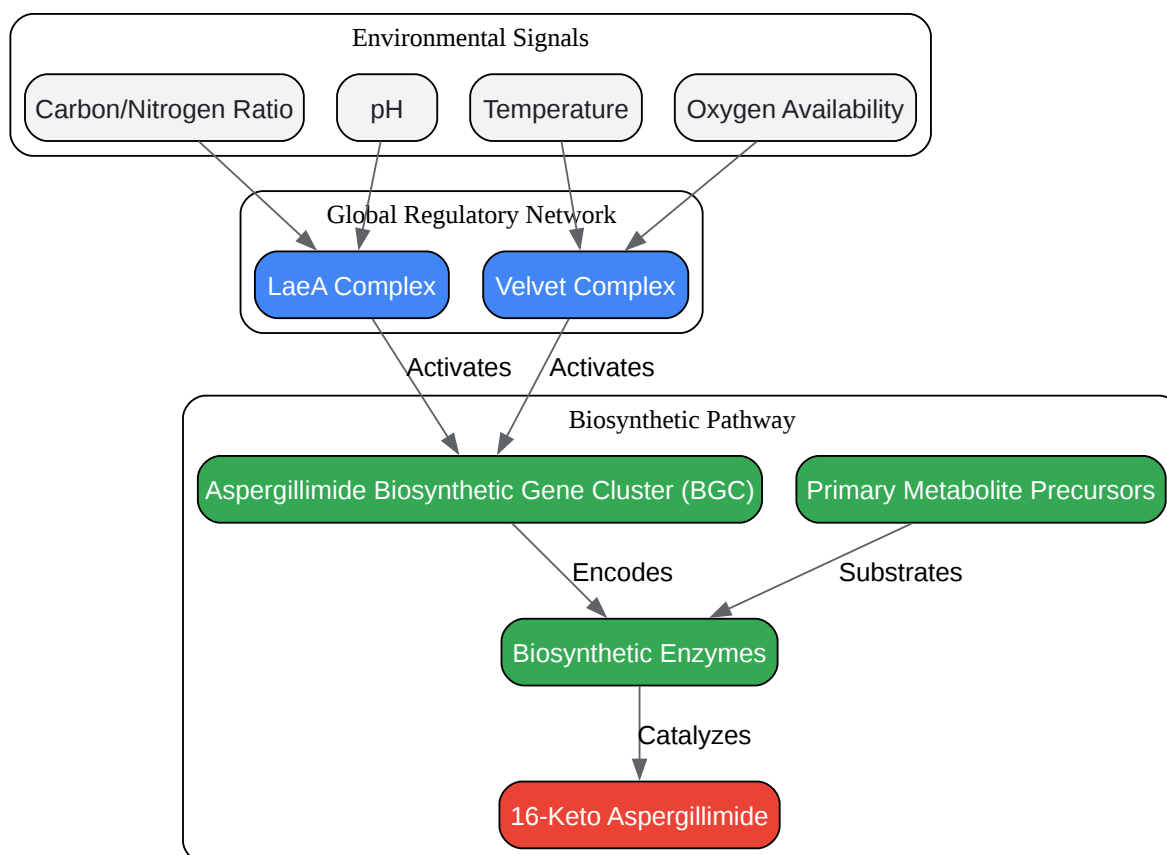 Environmental Signals
Carbon/Nitrogen Ratio
pH
Temperature
Oxygen Availability
Global Regulatory Network
LaeA Complex
Velvet Complex
Activates
Activates
Biosynthetic Pathway
Aspergillimide Biosynthetic Gene Cluster (BGC)
Primary Metabolite Precursors
Encodes
Substrates
Biosynthetic Enzymes
Catalyzes
16-Keto Aspergillimide